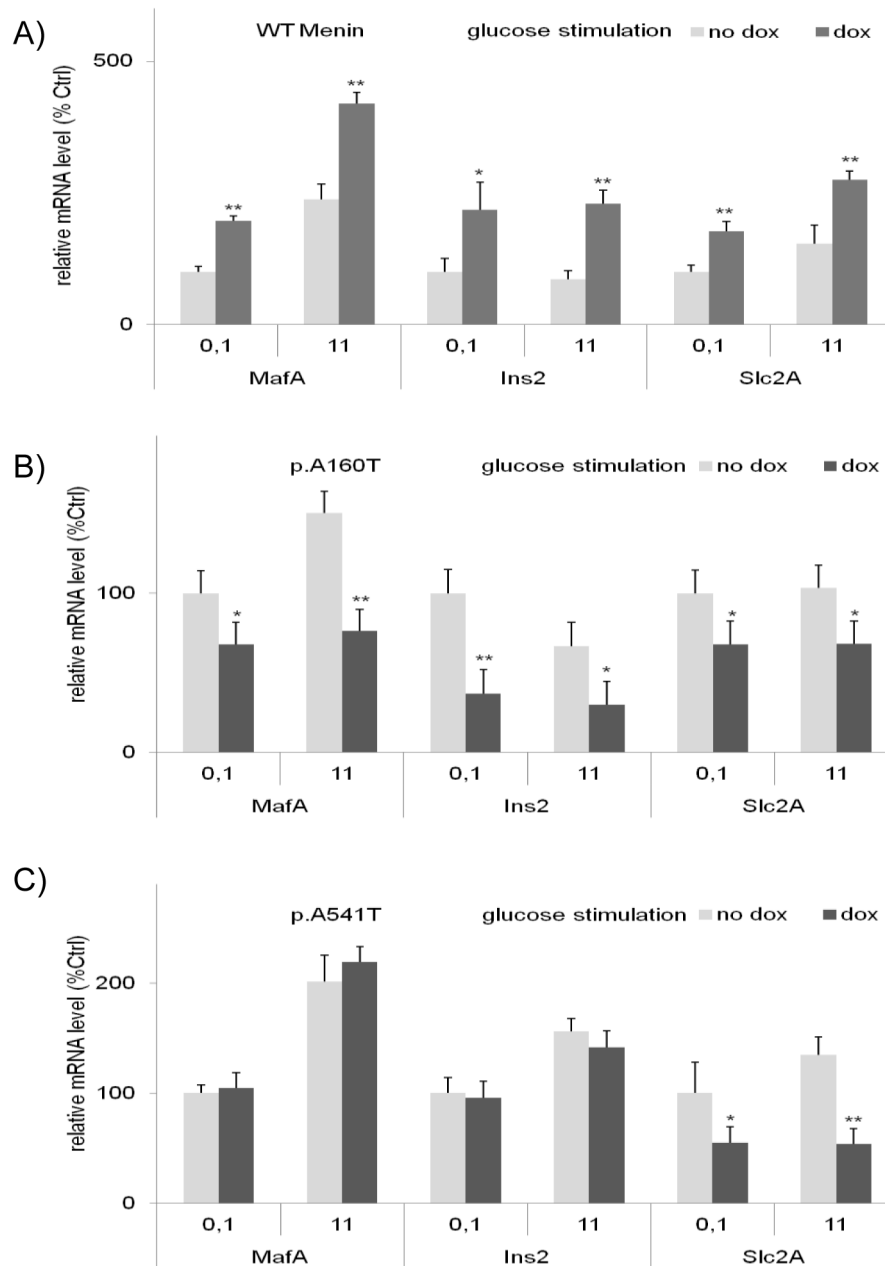 A)
WT Menin glucose stimulation no dox dox
relative mRNA level (% Ctrl)
500
** ** * ** ** **
0
0,1 11 0,1 11 0,1 11
MafA Ins2 Slc2A
B)
p.A160T glucose stimulation no dox dox
relative mRNA level (%Ctrl)
100
* ** ** * * *
0
0,1 11 0,1 11 0,1 11
MafA Ins2 Slc2A
C)
p.A541T glucose stimulation no dox dox
relative mRNA level (%Ctrl)
200
100
* **
0
0,1 11 0,1 11 0,1 11
MafA Ins2 Slc2A